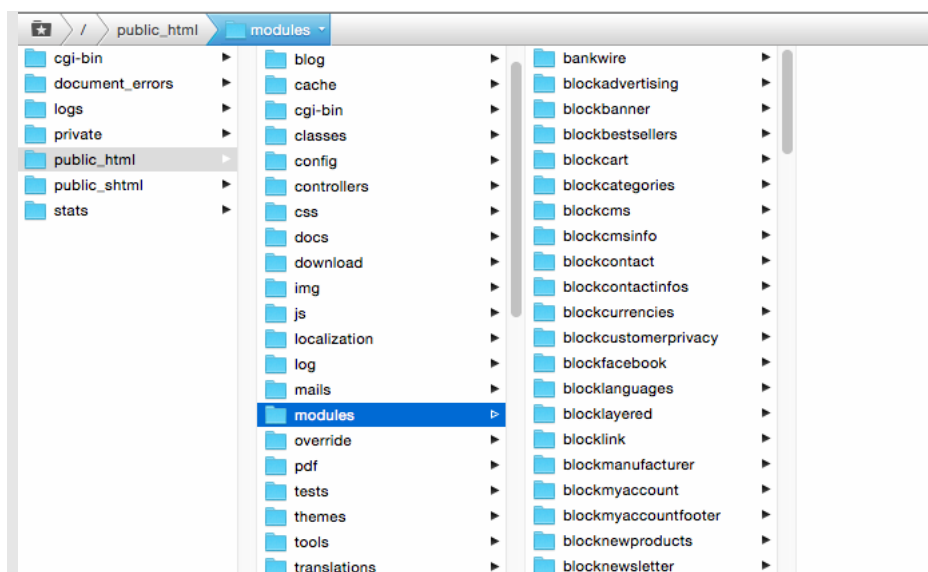 / public_html modules
cgi-bin
document_errors
logs
private
public_html
public_shtml
stats
blog
cache
cgi-bin
classes
config
controllers
css
docs
download
img
js
localization
log
mails
modules
override
pdf
tests
themes
tools
translations
bankwire
blockadvertising
blockbanner
blockbestsellers
blockcart
blockcategories
blockcms
blockcmsinfo
blockcontact
blockcontactinfos
blockcurrencies
blockcustomerprivacy
blockfacebook
blocklanguages
blocklayered
blocklink
blockmanufacturer
blockmyaccount
blockmyaccountfooter
blocknewproducts
blocknewsletter